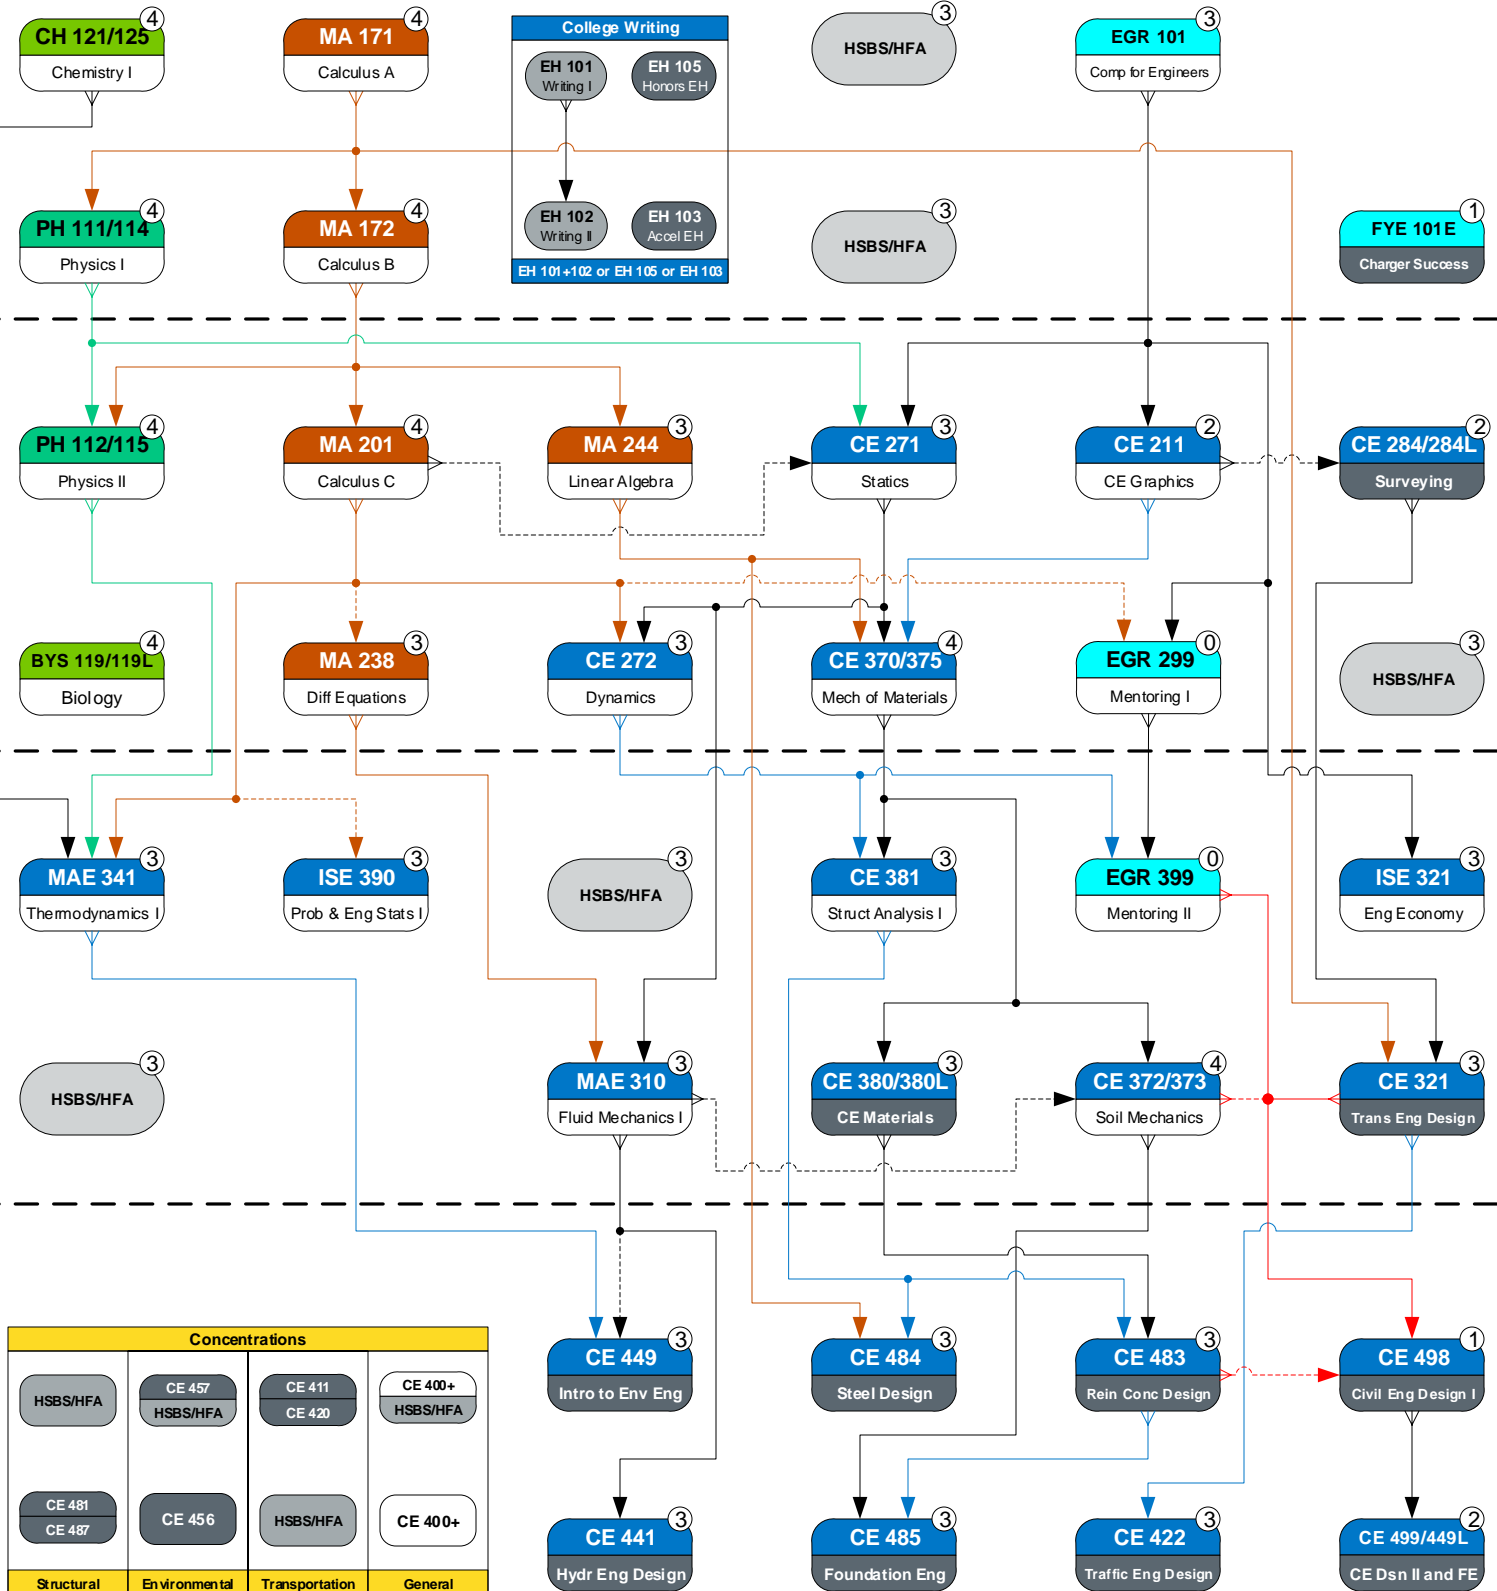 4
CH 121/125
Chemistry I
4
MA 171
Calculus A
College Writing
EH 101
Writing I
EH 105
Honors EH
EH 102
Writing II
EH 103
Accel EH
EH 101+102 or EH 105 or EH 103
3
HSBS/HFA
3
EGR 101
Comp for Engineers
4
PH 111/114
Physics I
4
MA 172
Calculus B
3
HSBS/HFA
1
FYE 101E
Charger Success
4
PH 112/115
Physics II
4
MA 201
Calculus C
3
MA 244
Linear Algebra
3
CE 271
Statics
2
CE 211
CE Graphics
2
CE 284/284L
Surveying
4
BYS 119/119L
Biology
3
MA 238
Diff Equations
3
CE 272
Dynamics
4
CE 370/375
Mech of Materials
0
EGR 299
Mentoring I
3
HSBS/HFA
3
MAE 341
Thermodynamics I
3
ISE 390
Prob & Eng Stats I
3
HSBS/HFA
3
CE 381
Struct Analysis I
0
EGR 399
Mentoring II
3
ISE 321
Eng Economy
3
HSBS/HFA
3
MAE 310
Fluid Mechanics I
3
CE 380/380L
CE Materials
4
CE 372/373
Soil Mechanics
3
CE 321
Trans Eng Design
3
CE 449
Intro to Env Eng
3
CE 484
Steel Design
3
CE 483
Rein Conc Design
1
CE 498
Civil Eng Design I
Concentrations
HSBS/HFA
CE 457
HSBS/HFA
CE 411
CE 420
CE 400+
HSBS/HFA
CE 481
CE 487
CE 456
HSBS/HFA
CE 400+
Structural
Environmental
Transportation
General
3
CE 441
Hydr Eng Design
3
CE 485
Foundation Eng
3
CE 422
Traffic Eng Design
2
CE 499/449L
CE Dsn II and FE